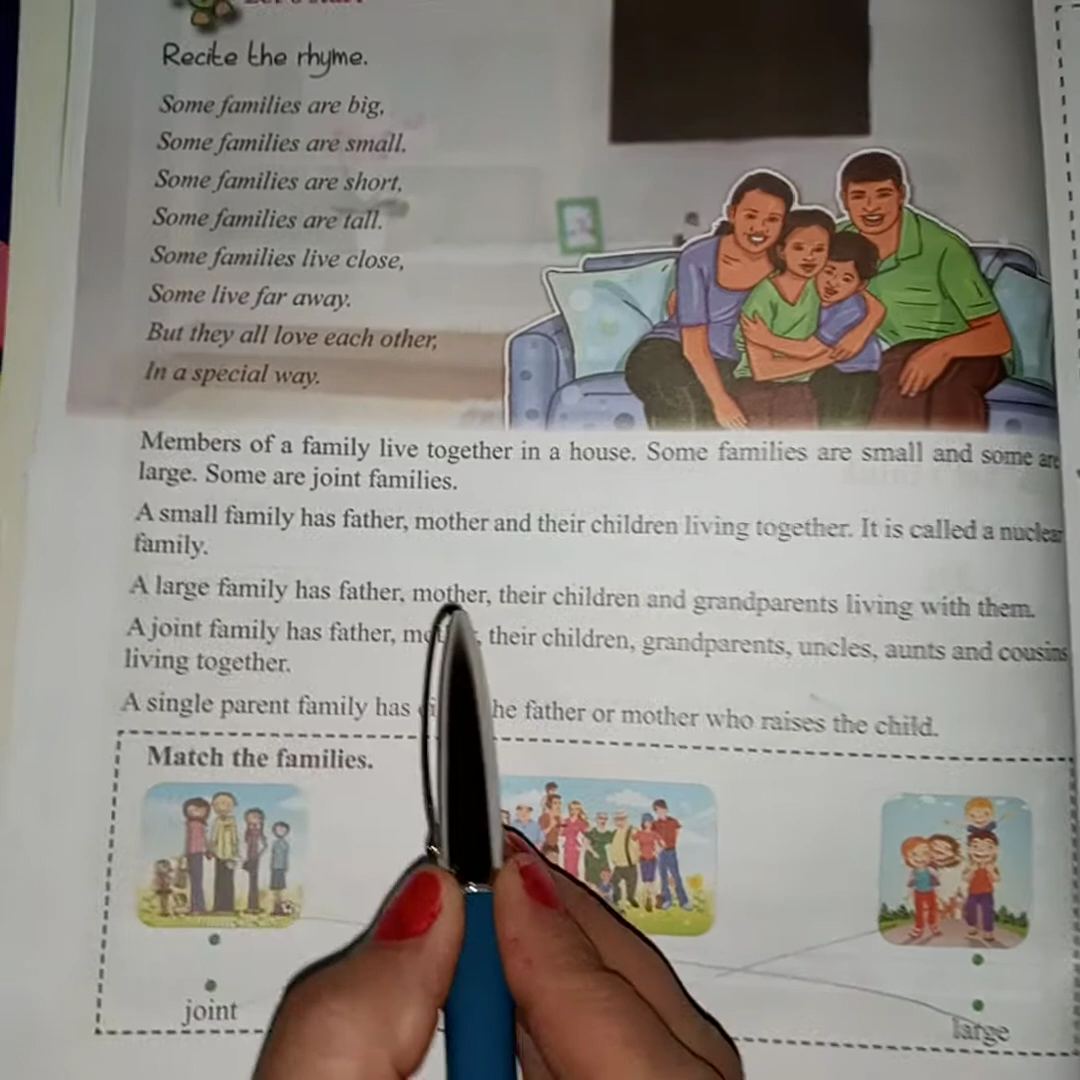 Recite the rhyme.
Some families are big,
Some families are small.
Some families are short,
Some families are tall.
Some families live close,
Some live far away.
But they all love each other,
In a special way.
Members of a family live together in a house. Some families are small and some are
large. Some are joint families.
A small family has father, mother and their children living together. It is called a nuclear
family.
A large family has father, mother, their children and grandparents living with them.
A joint family has father, their children, grandparents, uncles, aunts and cousins
living together.
A single parent family has father or mother who raises the child.
Match the families.
joint
large